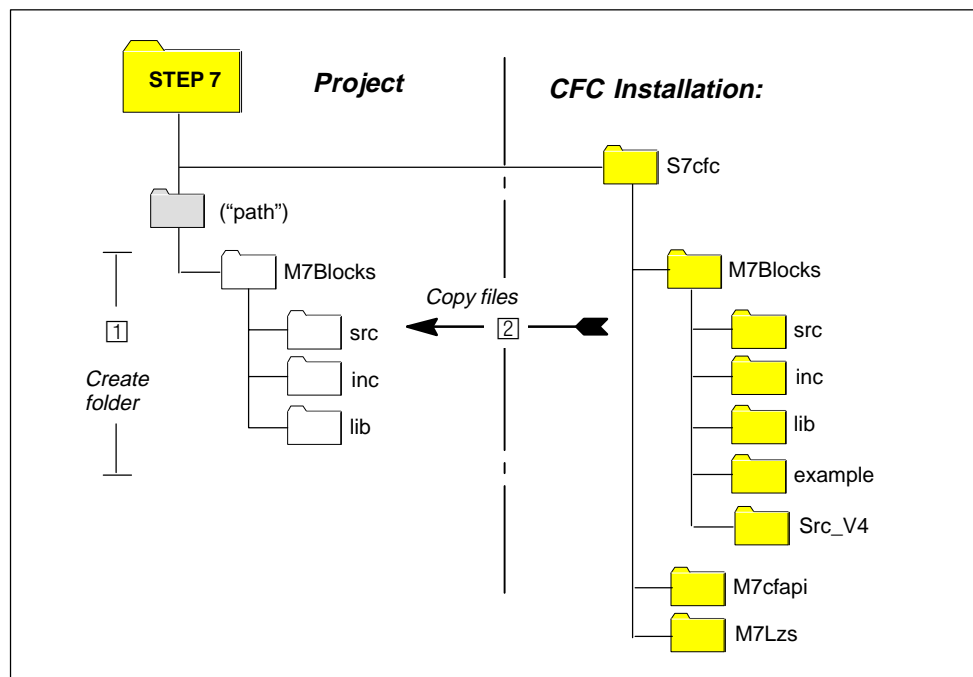 STEP 7
Project
CFC Installation:
S7cfc
(“path”)
M7Blocks
src
inc
lib
1
Create
folder
Copy files
2
M7Blocks
src
inc
lib
example
Src_V4
M7cfapi
M7Lzs